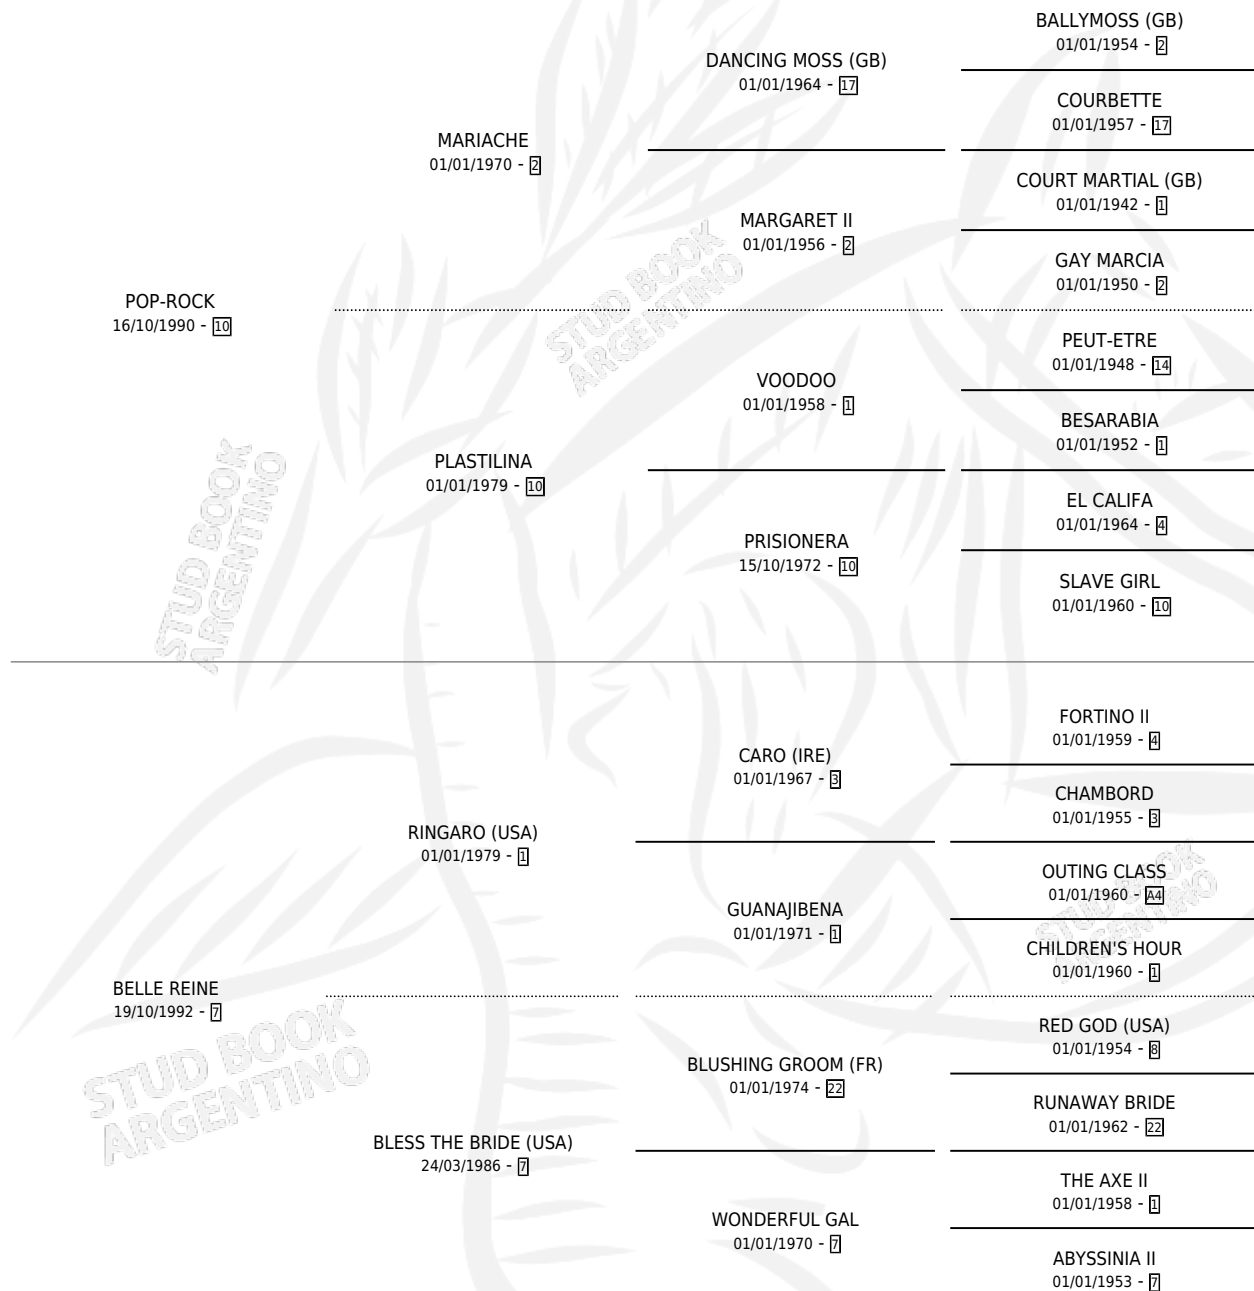 BALLYMOSS (GB)
01/01/1954 - 2
DANCING MOSS (GB)
01/01/1964 - 17
COURBETTE
01/01/1957 - 17
MARIACHE
01/01/1970 - 2
COURT MARTIAL (GB)
01/01/1942 - 1
MARGARET II
01/01/1956 - 2
GAY MARCIA
01/01/1950 - 2
POP-ROCK
16/10/1990 - 10
PEUT-ETRE
01/01/1948 - 14
VOODOO
01/01/1958 - 1
BESARABIA
01/01/1952 - 1
PLASTILINA
01/01/1979 - 10
EL CALIFA
01/01/1964 - 4
PRISIONERA
15/10/1972 - 10
SLAVE GIRL
01/01/1960 - 10
FORTINO II
01/01/1959 - 4
CARO (IRE)
01/01/1967 - 3
CHAMBORD
01/01/1955 - 3
RINGARO (USA)
01/01/1979 - 1
OUTING CLASS
01/01/1960 - A4
GUANAJIBENA
01/01/1971 - 1
CHILDREN'S HOUR
01/01/1960 - 1
BELLE REINE
19/10/1992 - 7
RED GOD (USA)
01/01/1954 - 8
BLUSHING GROOM (FR)
01/01/1974 - 22
RUNAWAY BRIDE
01/01/1962 - 22
BLESS THE BRIDE (USA)
24/03/1986 - 7
THE AXE II
01/01/1958 - 1
WONDERFUL GAL
01/01/1970 - 7
ABYSSINIA II
01/01/1953 - 7
STUD BOOK
ARGENTINO
STUD BOOK
ARGENTINO
STUD BOOK
ARGENTINO
STUD BOOK
ARGENTINO